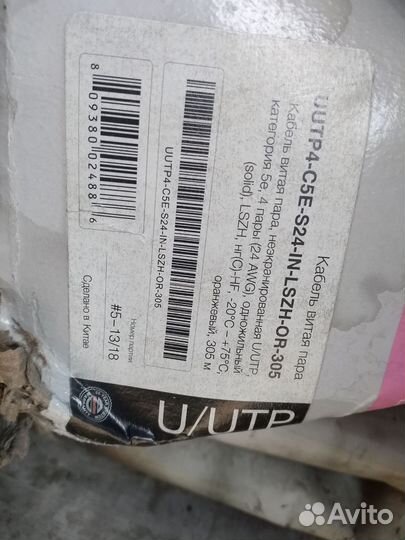 Кабель витая пара
UUTP4-C5E-S24-IN-LSZH-OR-305
Кабель витая пара, неэкранированная U/UTP,
категория 5e, 4 пары (24 AWG), одножильный
(solid), LSZH, нг(C)-HF, -20°C – +75°C,
оранжевый, 305 м
UUTP4-C5E-S24-IN-LSZH-OR-305
8 09380 02488 6
Номер партии
#5-13/18
Сделано в Китае
U/UTP
Avito